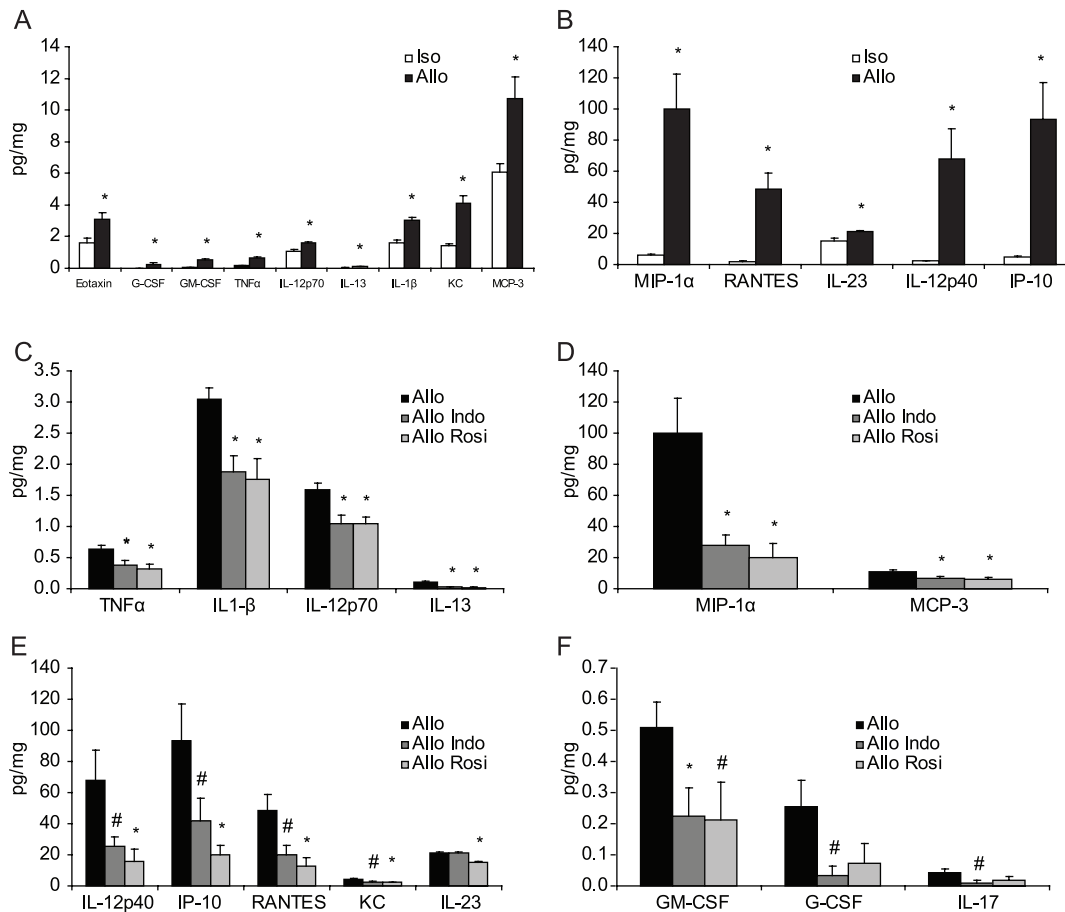 A
14
12
10
8
6
4
2
0
pg/mg
Iso
Allo
* * * * * * * * *
Eotaxin G-CSF GM-CSF TNFα IL-12p70 IL-13 IL-1β KC MCP-3
B
140
120
100
80
60
40
20
0
pg/mg
Iso
Allo
* * * * *
MIP-1α RANTES IL-23 IL-12p40 IP-10
C
3.5
3.0
2.5
2.0
1.5
1.0
0.5
0.0
pg/mg
Allo
Allo Indo
Allo Rosi
* * * * * * * *
TNFα IL1-β IL-12p70 IL-13
D
140
120
100
80
60
40
20
0
pg/mg
Allo
Allo Indo
Allo Rosi
* * * *
MIP-1α MCP-3
E
140
120
100
80
60
40
20
0
pg/mg
Allo
Allo Indo
Allo Rosi
# * # * # * # * *
IL-12p40 IP-10 RANTES KC IL-23
F
0.7
0.6
0.5
0.4
0.3
0.2
0.1
0.0
pg/mg
Allo
Allo Indo
Allo Rosi
* # # #
GM-CSF G-CSF IL-17